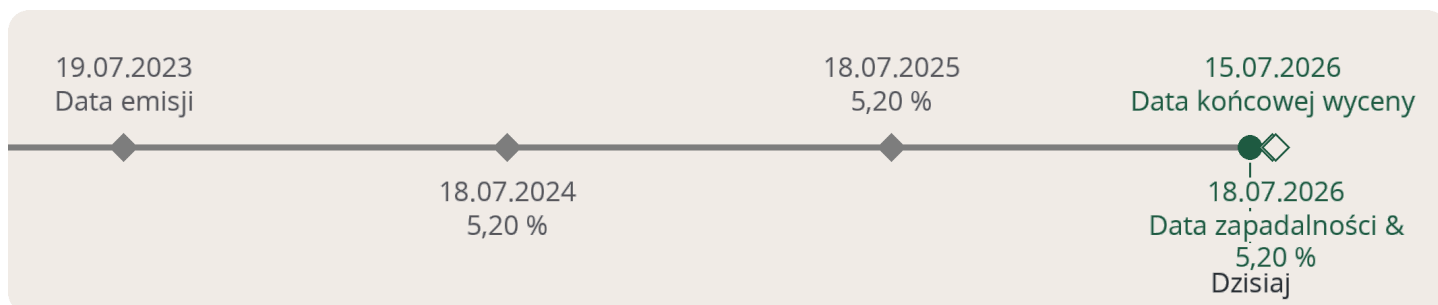 19.07.2023
Data emisji
18.07.2024
5,20 %
18.07.2025
5,20 %
15.07.2026
Data końcowej wyceny
18.07.2026
Data zapadalności &
5,20 %
Dzisiaj